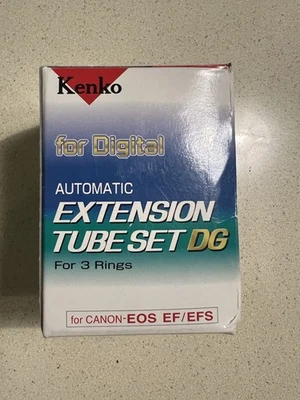 Kenko
for Digital
AUTOMATIC
EXTENSION
TUBE SET DG
For 3 Rings
for CANON-EOS EF/EFS